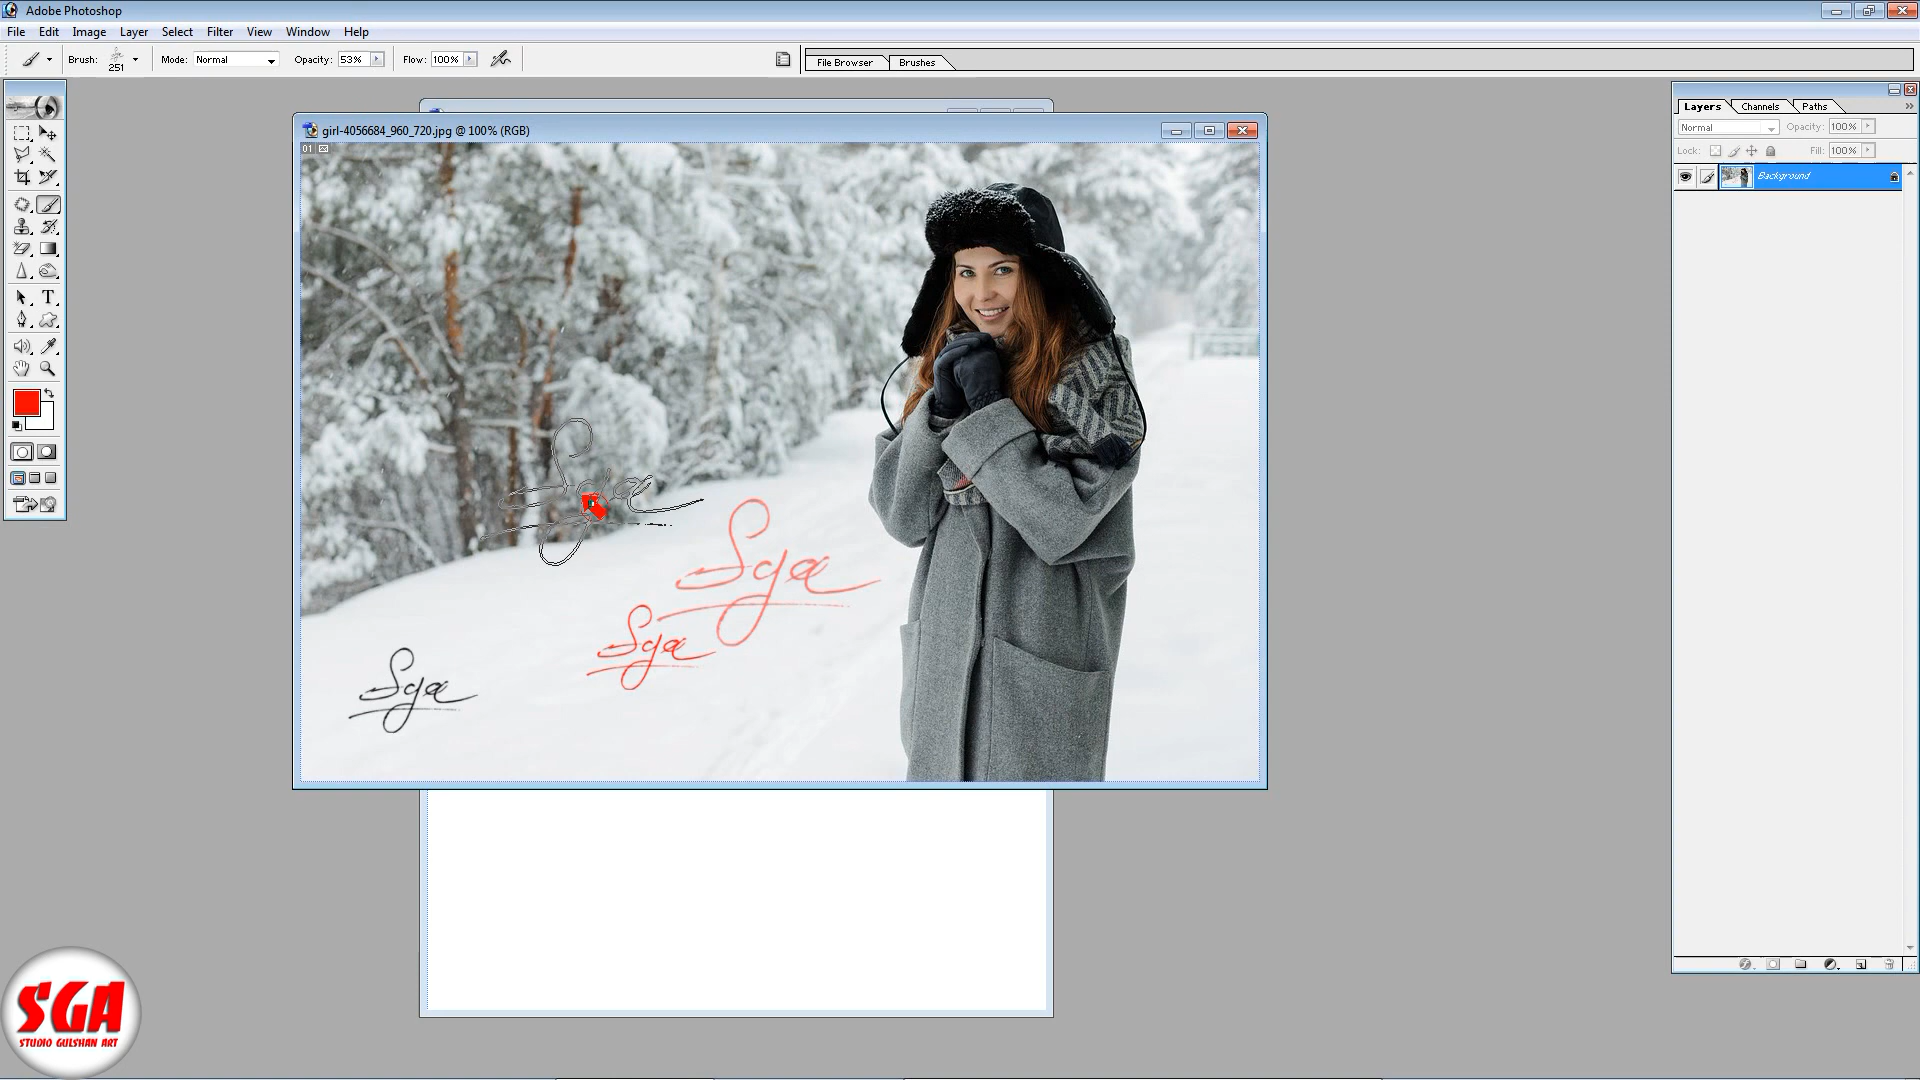 Adobe Photoshop
File Edit Image Layer Select Filter View Window Help
Brush: 251 Mode: Normal Opacity: 53% Flow: 100% File Browser Brushes
girl-4056684_960_720.jpg @ 100% (RGB)
01
Layers Channels Paths
Normal Opacity: 100%
Lock: Fill: 100%
Background
T
Sga
Sga
Sga
Sga
SGA
STUDIO GULSHAN ART